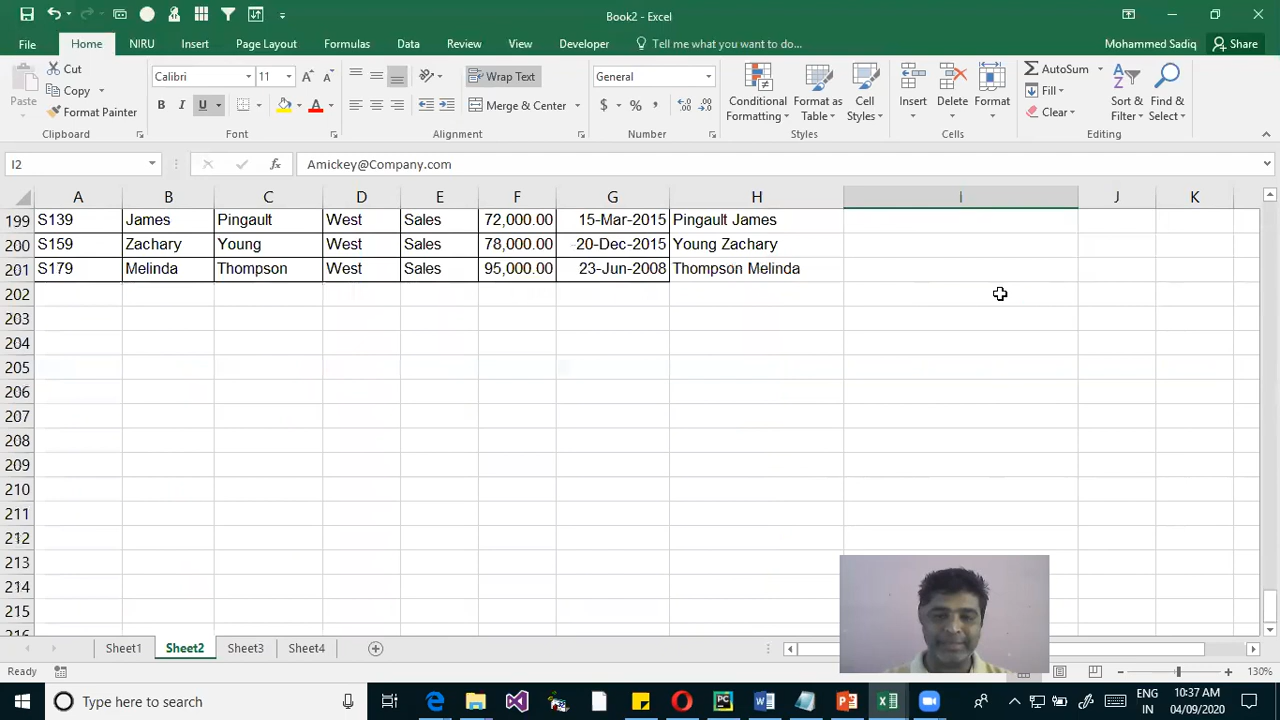 Book2 - Excel
File Home NIRU Insert Page Layout Formulas Data Review View Developer Tell me what you want to do... Mohammed Sadiq Share
Paste Cut Copy Format Painter
Clipboard
Calibri 11
B I U
Font
Wrap Text
Merge & Center
Alignment
General
$ % ,
Number
Conditional Formatting Format as Table Cell Styles
Styles
Insert Delete Format
Cells
AutoSum
Fill
Clear
Sort & Filter Find & Select
Editing
I2 fx Amickey@Company.com
A B C D E F G H I J K
199 S139 James Pingault West Sales 72,000.00 15-Mar-2015 Pingault James
200 S159 Zachary Young West Sales 78,000.00 20-Dec-2015 Young Zachary
201 S179 Melinda Thompson West Sales 95,000.00 23-Jun-2008 Thompson Melinda
202
203
204
205
206
207
208
209
210
211
212
213
214
215
216
Sheet1 Sheet2 Sheet3 Sheet4
Ready 130%
Type here to search
ENG IN
10:37 AM
04/09/2020